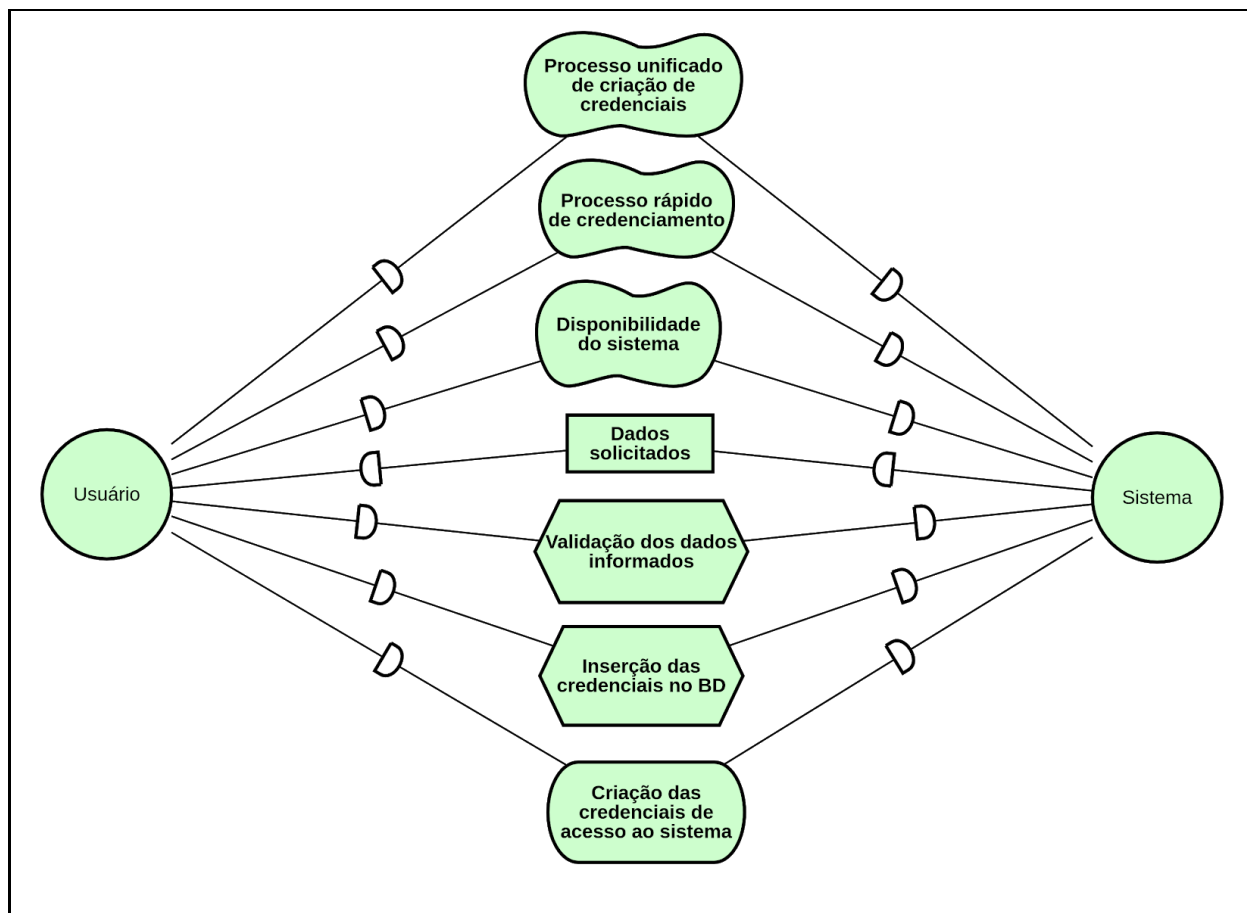 Processo unificado
de criação de
credenciais
Processo rápido
de credenciamento
Disponibilidade
do sistema
Dados
solicitados
Usuário
Sistema
Validação dos dados
informados
Inserção das
credenciais no BD
Criação das
credenciais de
acesso ao sistema